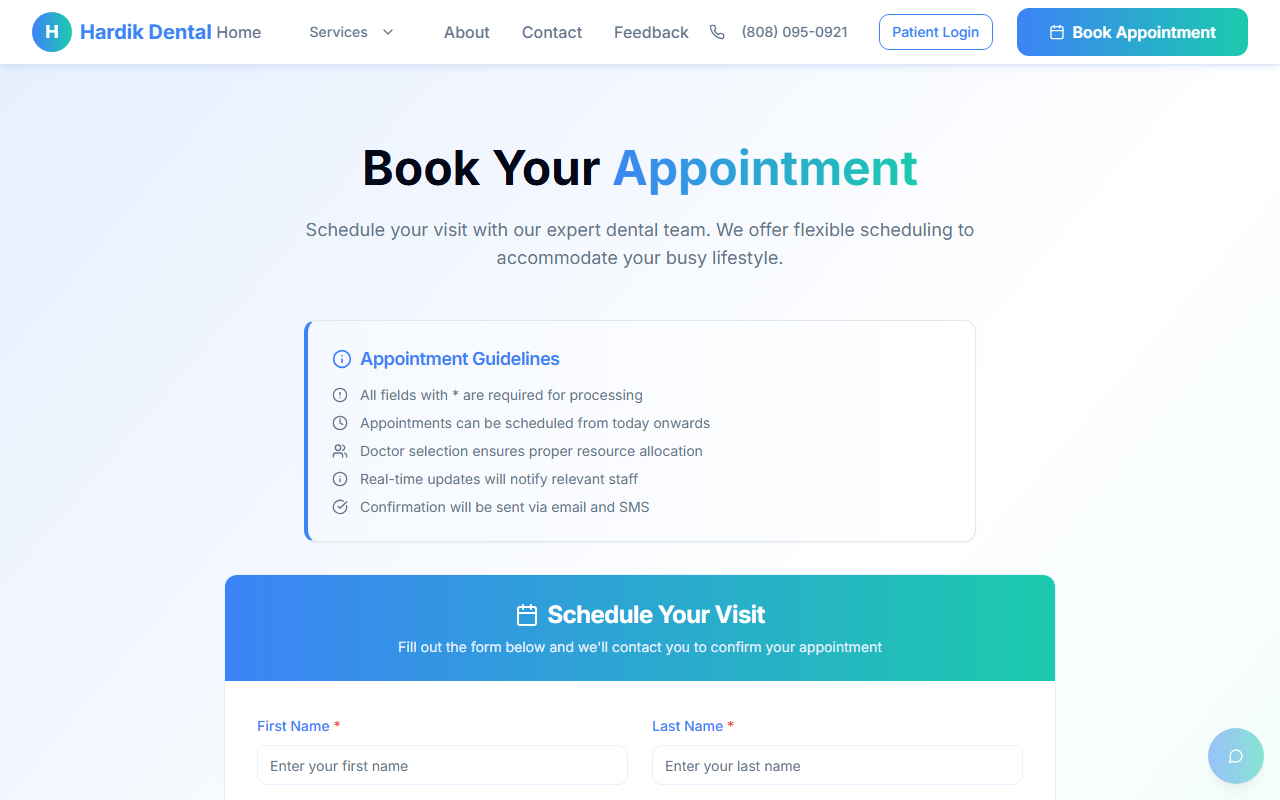 H Hardik Dental Home Services About Contact Feedback (808) 095-0921 Patient Login Book Appointment
Book Your Appointment
Schedule your visit with our expert dental team. We offer flexible scheduling to
accommodate your busy lifestyle.
Appointment Guidelines
All fields with * are required for processing
Appointments can be scheduled from today onwards
Doctor selection ensures proper resource allocation
Real-time updates will notify relevant staff
Confirmation will be sent via email and SMS
Schedule Your Visit
Fill out the form below and we'll contact you to confirm your appointment
First Name * Last Name *
Enter your first name Enter your last name